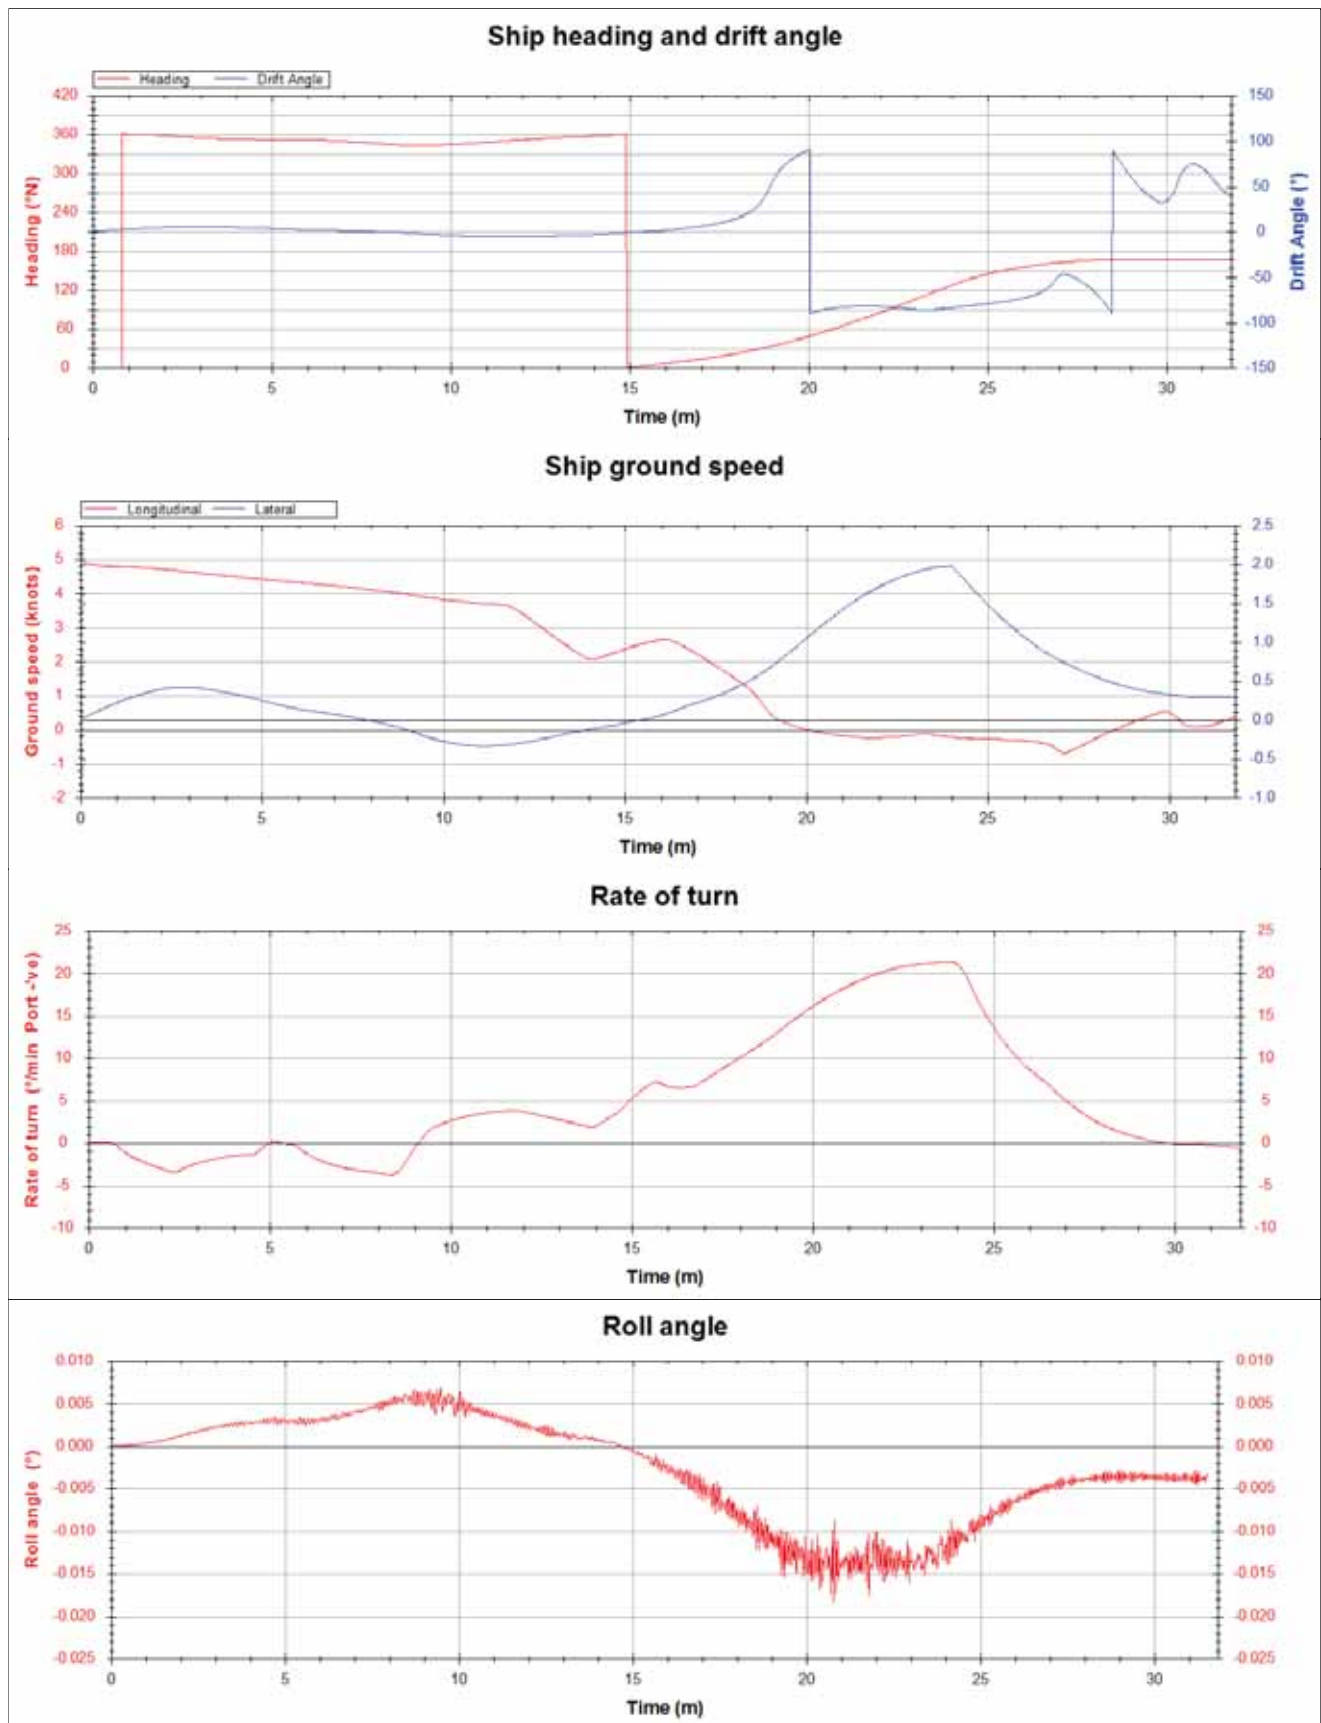 Ship heading and drift angle
Heading Drift Angle
420 150
360 100
300 50
240 0
180 -50
120 -100
60 -150
0
Heading (°N)
Drift Angle (°)
0 5 10 15 20 25 30
Time (m)
Ship ground speed
Longitudinal Lateral
6 2.5
5 2.0
4 1.5
3 1.0
2 0.5
1 0.0
0 -0.5
-1 -1.0
-2
Ground speed (knots)
0 5 10 15 20 25 30
Time (m)
Rate of turn
25 25
20 20
15 15
10 10
5 5
0 0
-5 -5
-10 -10
Rate of turn (°/min Port -'ve)
0 5 10 15 20 25 30
Time (m)
Roll angle
0.010 0.010
0.005 0.005
0.000 0.000
-0.005 -0.005
-0.010 -0.010
-0.015 -0.015
-0.020 -0.020
-0.025 -0.025
Roll angle (°)
0 5 10 15 20 25 30
Time (m)